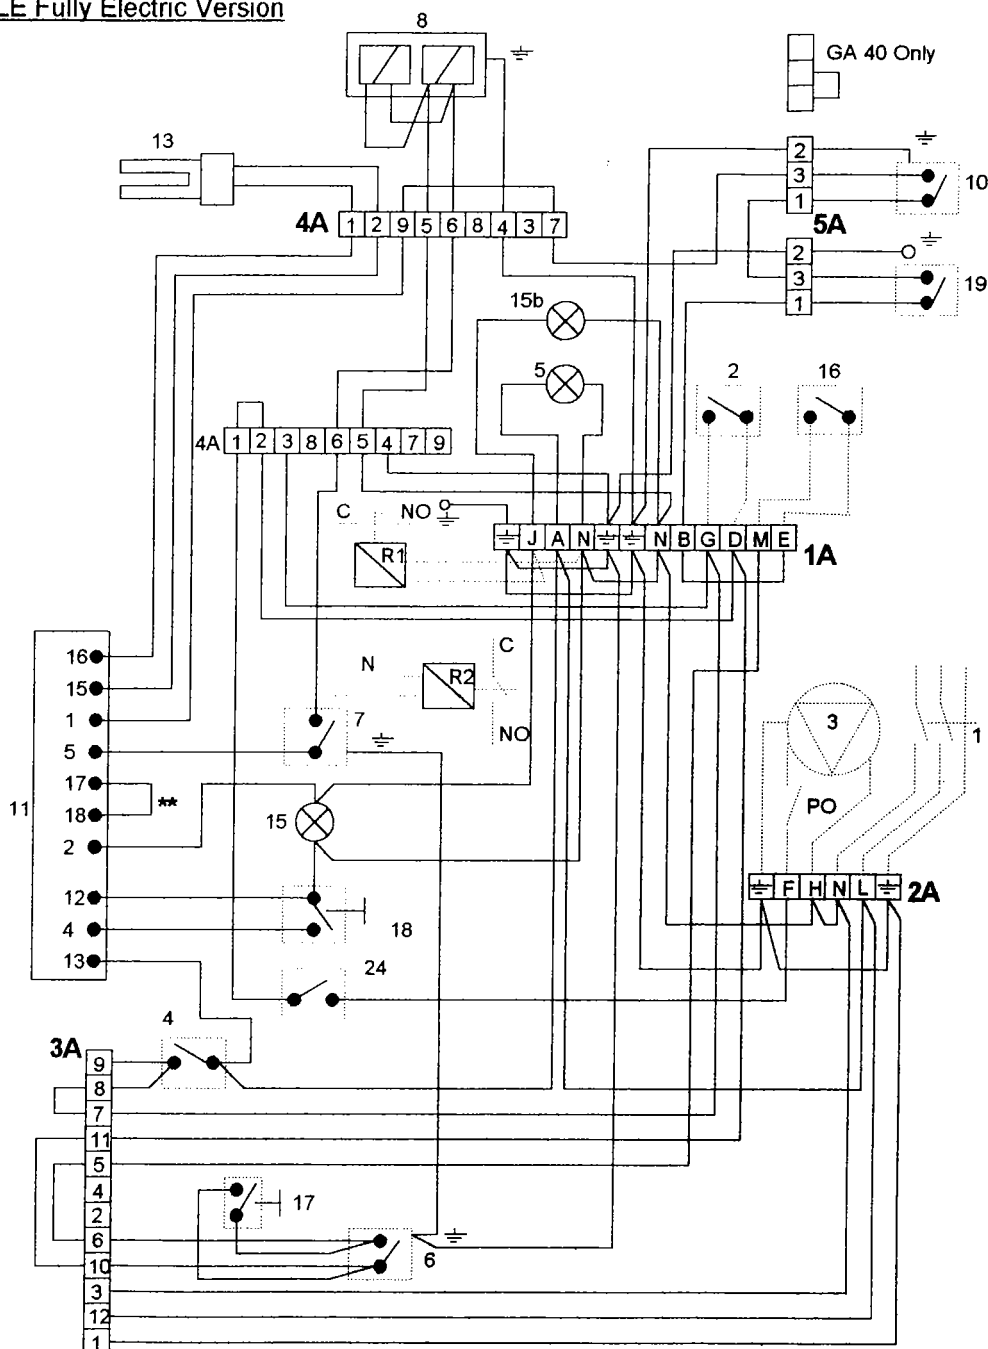 LE Fully Electric Version
8
GA 40 Only
13
2
3
1
10
5A
4A 1 2 9 5 6 8 4 3 7
2
3
1
19
15b
5
2
16
4A 1 2 3 8 6 5 4 7 9
C
NO
R1
J A N N B G D M E
1A
C
N
R2
NO
16
15
1
5
17
18
2
12
4
13
11
**
7
15
18
24
3
1
PO
F H N L
2A
4
3A
9
8
7
11
5
4
2
6
10
3
12
1
17
6